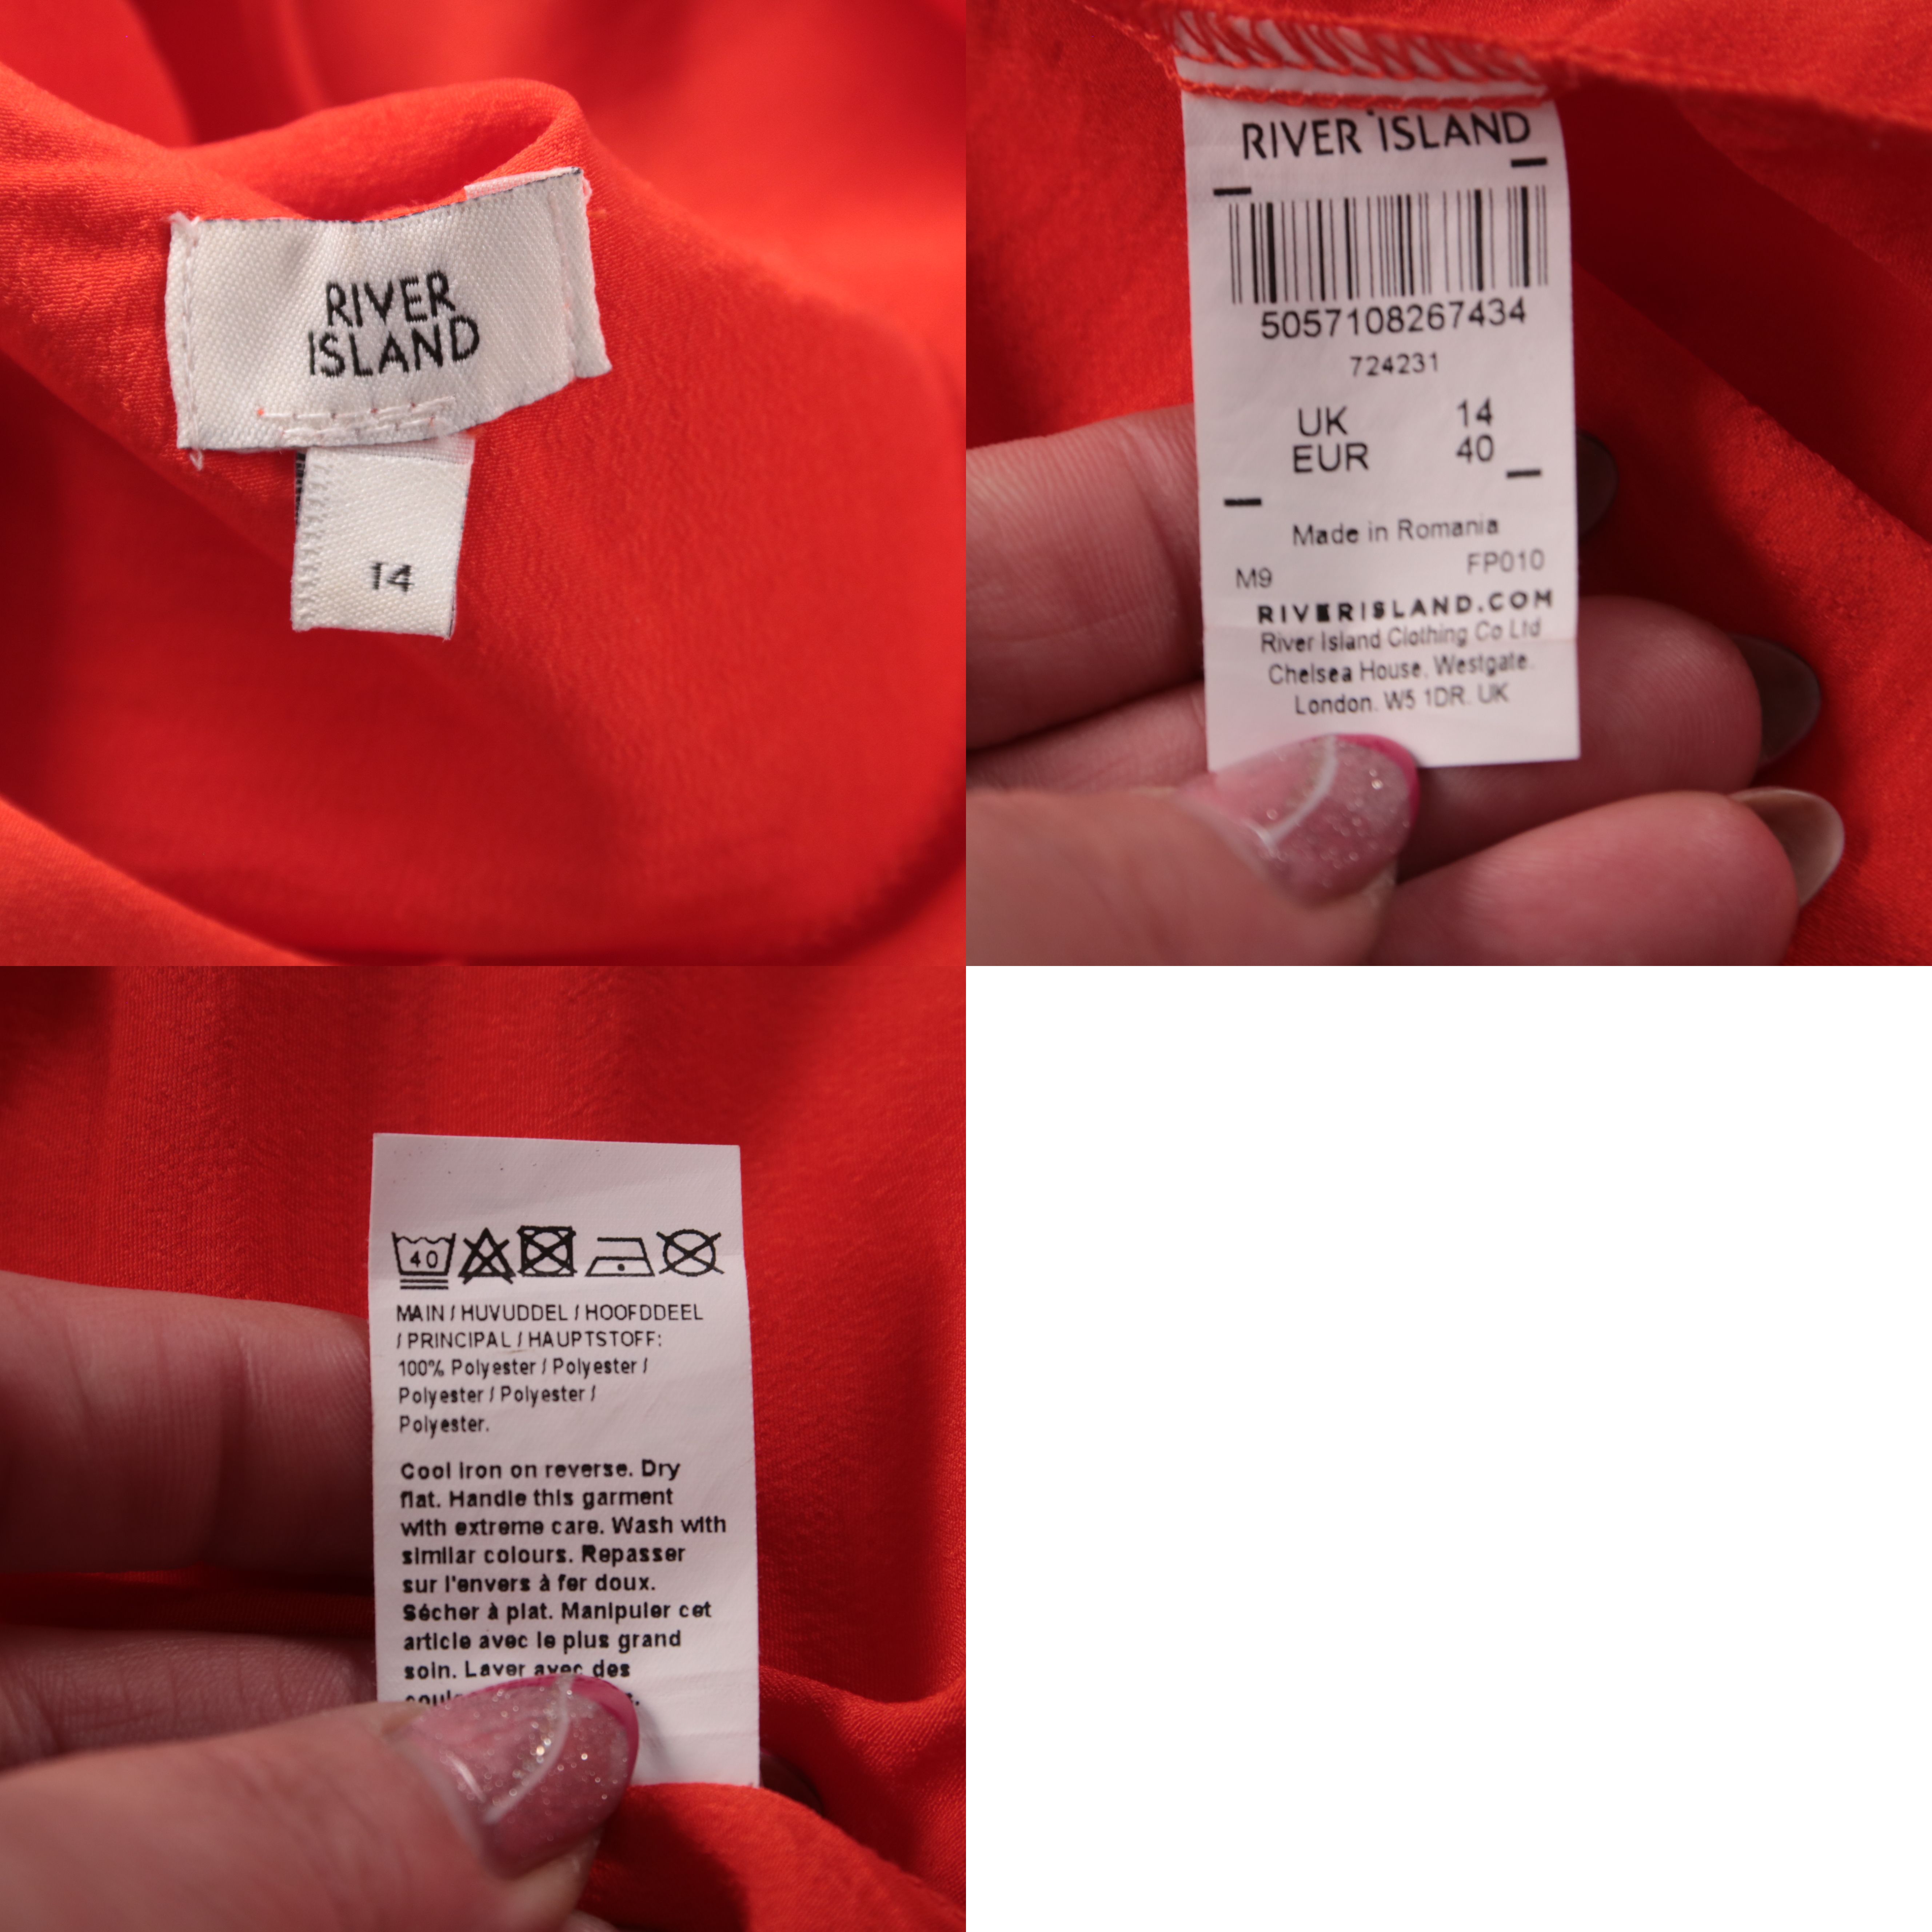 RIVER
ISLAND
14
RIVER ISLAND
5057108267434
724231
UK 14
EUR 40
Made in Romania
M9 FP010
RIVERISLAND.COM
River Island Clothing Co Ltd
Chelsea House, Westgate.
London. W5 1DR. UK
40
MAIN / HUVUDDEL / HOOFDDEEL
/ PRINCIPAL / HAUPTSTOFF:
100% Polyester / Polyester /
Polyester / Polyester /
Polyester.
Cool iron on reverse. Dry
flat. Handle this garment
with extreme care. Wash with
similar colours. Repasser
sur l'envers à fer doux.
Sécher à plat. Manipuler cet
article avec le plus grand
soin. Laver avec des